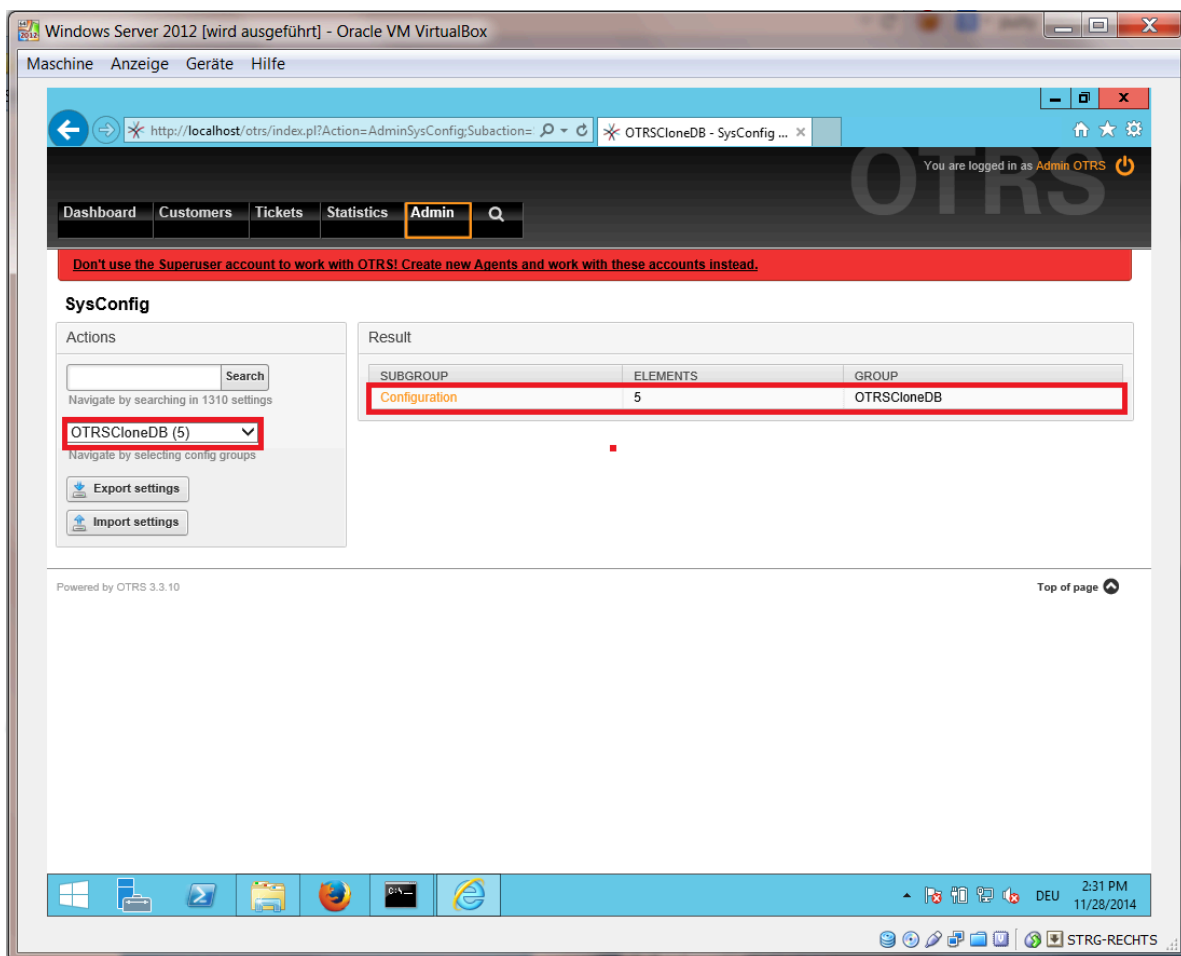 Windows Server 2012 [wird ausgeführt] - Oracle VM VirtualBox
Maschine Anzeige Geräte Hilfe
http://localhost/otrs/index.pl?Action=AdminSysConfig;Subaction=
OTRSCloneDB - SysConfig ...
OTRS
You are logged in as Admin OTRS
Dashboard Customers Tickets Statistics Admin
Don't use the Superuser account to work with OTRS! Create new Agents and work with these accounts instead.
SysConfig
Actions
Search
Navigate by searching in 1310 settings
OTRSCloneDB (5)
Navigate by selecting config groups
Export settings
Import settings
Result
SUBGROUP ELEMENTS GROUP
Configuration 5 OTRSCloneDB
Powered by OTRS 3.3.10
Top of page
DEU
2:31 PM
11/28/2014
STRG-RECHTS